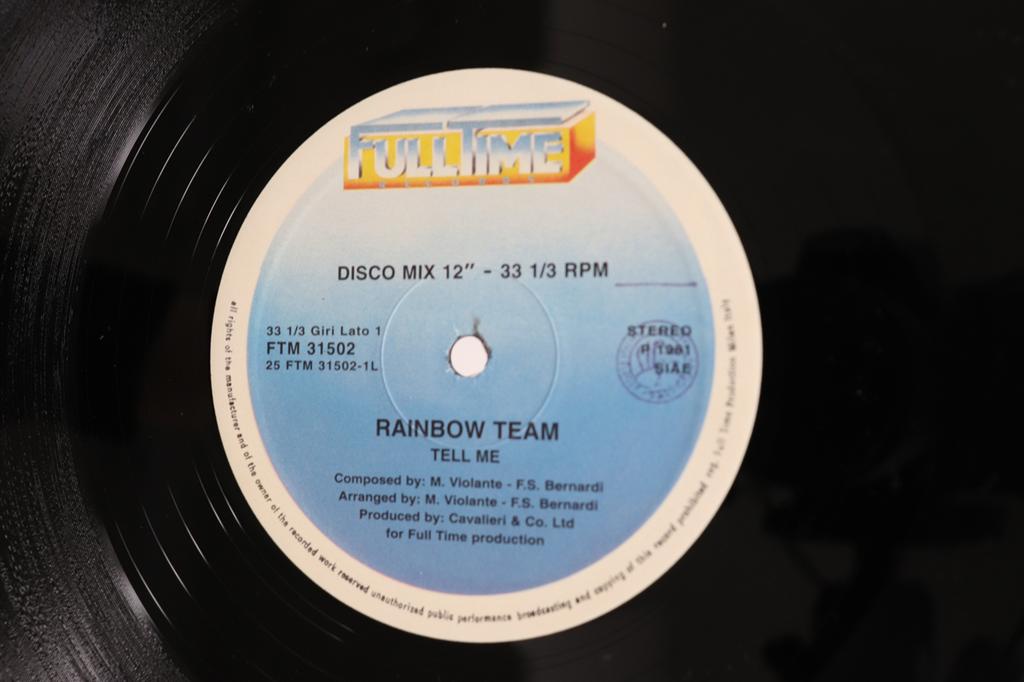 FULLTIME
RECORDS
DISCO MIX 12" - 33 1/3 RPM
33 1/3 Giri Lato 1
FTM 31502
25 FTM 31502-1L
STEREO
P 1981
SIAE
RAINBOW TEAM
TELL ME
Composed by: M. Violante - F.S. Bernardi
Arranged by: M. Violante - F.S. Bernardi
Produced by: Cavalieri & Co. Ltd
for Full Time production
all rights of the manufacturer and of the owner of the recorded work reserved unauthorized public performance broadcasting and copying of this record prohibited reg. Full Time Production Milan Italy